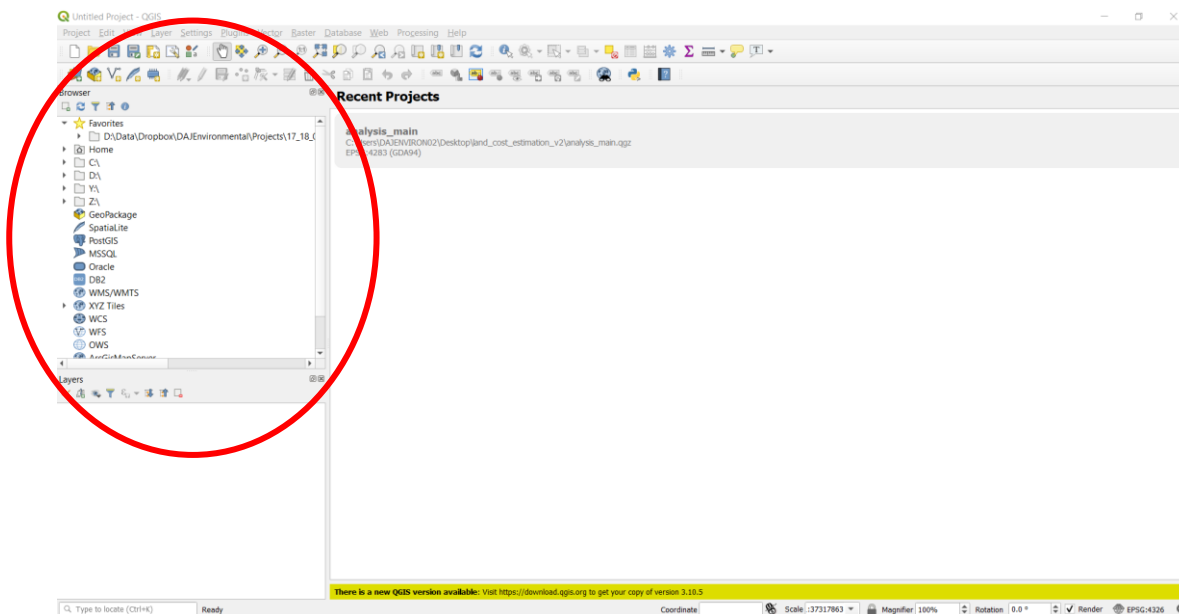 Untitled Project - QGIS
Project Edit View Layer Settings Plugins Vector Raster Database Web Processing Help
Browser
Recent Projects
Favorites
D:\Data\Dropbox\DAJEnvironmental\Projects\17_18_0
Home
C:\
D:\
Y:\
Z:\
GeoPackage
SpatiaLite
PostGIS
MSSQL
Oracle
DB2
WMS/WMTS
XYZ Tiles
WCS
WFS
OWS
ArcGisMapServer
analysis_main
C:\Users\DAJENVIRON02\Desktop\land_cost_estimation_v2\analysis_main.qgz
EPSG:4283 (GDA94)
Layers
There is a new QGIS version available: Visit https://download.qgis.org to get your copy of version 3.10.5
Type to locate (Ctrl+K) Ready Coordinate Scale :37317863 Magnifier 100% Rotation 0.0 ° Render EPSG:4326